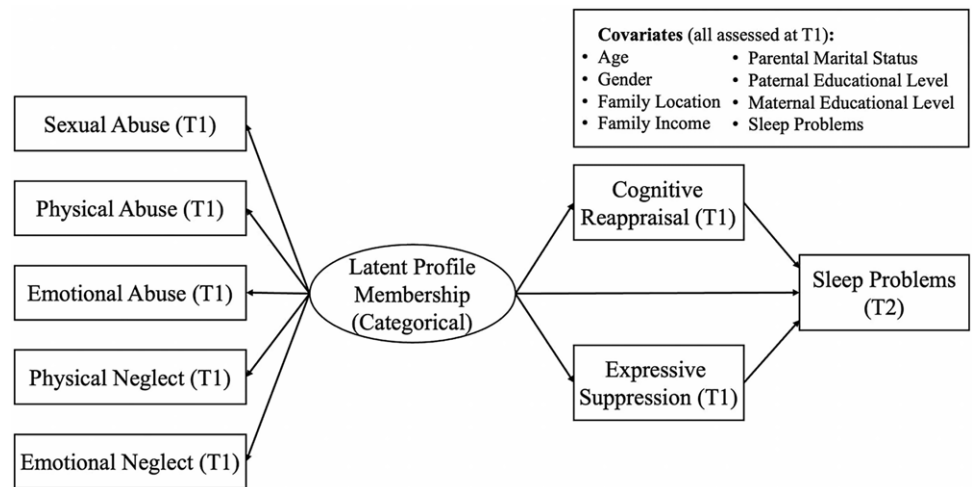 Covariates (all assessed at T1):
• Age
• Gender
• Family Location
• Family Income
• Parental Marital Status
• Paternal Educational Level
• Maternal Educational Level
• Sleep Problems
Sexual Abuse (T1)
Physical Abuse (T1)
Emotional Abuse (T1)
Physical Neglect (T1)
Emotional Neglect (T1)
Latent Profile
Membership
(Categorical)
Cognitive
Reappraisal (T1)
Expressive
Suppression (T1)
Sleep Problems
(T2)